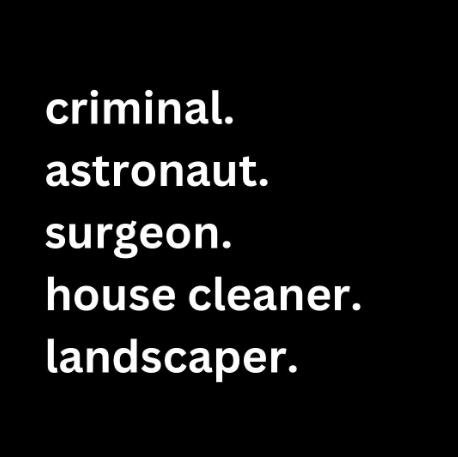 criminal.
astronaut.
surgeon.
house cleaner.
landscaper.